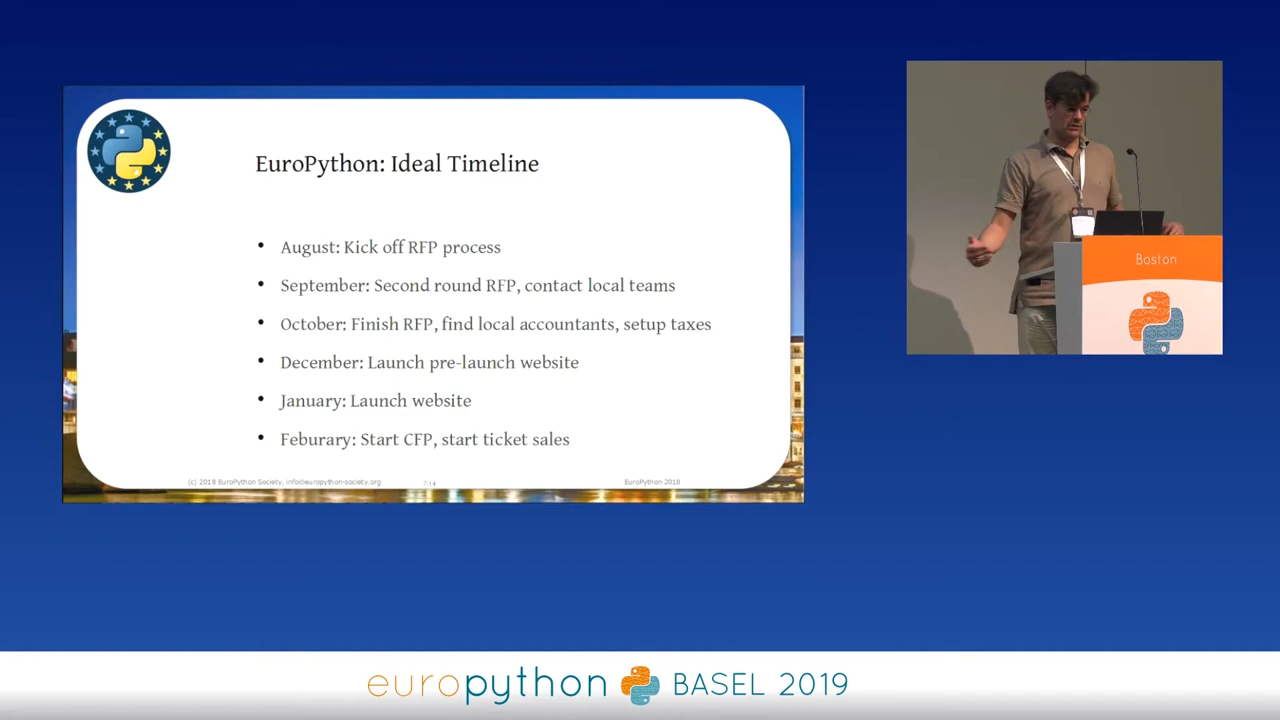 EuroPython: Ideal Timeline
• August: Kick off RFP process
• September: Second round RFP, contact local teams
• October: Finish RFP, find local accountants, setup taxes
• December: Launch pre-launch website
• January: Launch website
• Feburary: Start CFP, start ticket sales
(c) 2018 EuroPython Society, info@europython-society.org
7:14
EuroPython 2018
Boston
europython BASEL 2019